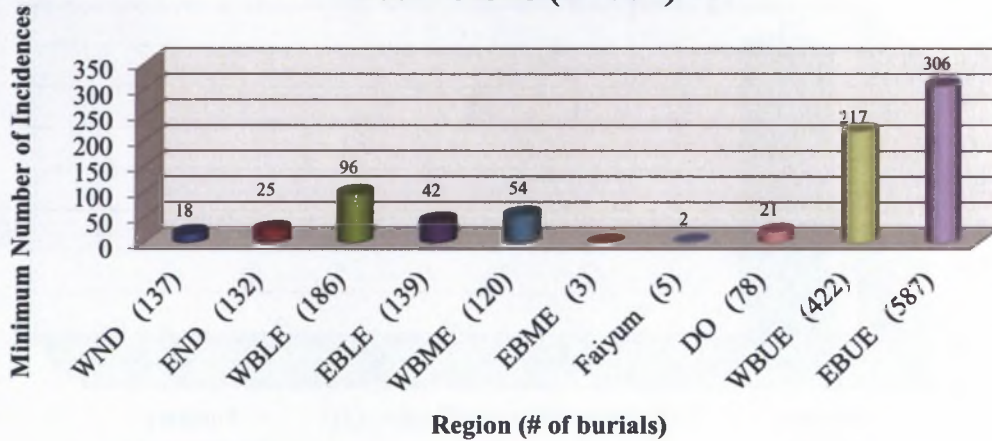 Minimum Number of Incidences
350
300
250
200
150
100
50
0
18
25
96
42
54
2
21
217
306
WND (137)
END (132)
WBLE (186)
EBLE (139)
WBME (120)
EBME (3)
Faiyum (5)
DO (78)
WBUE (422)
EBUE (587)
Region (# of burials)